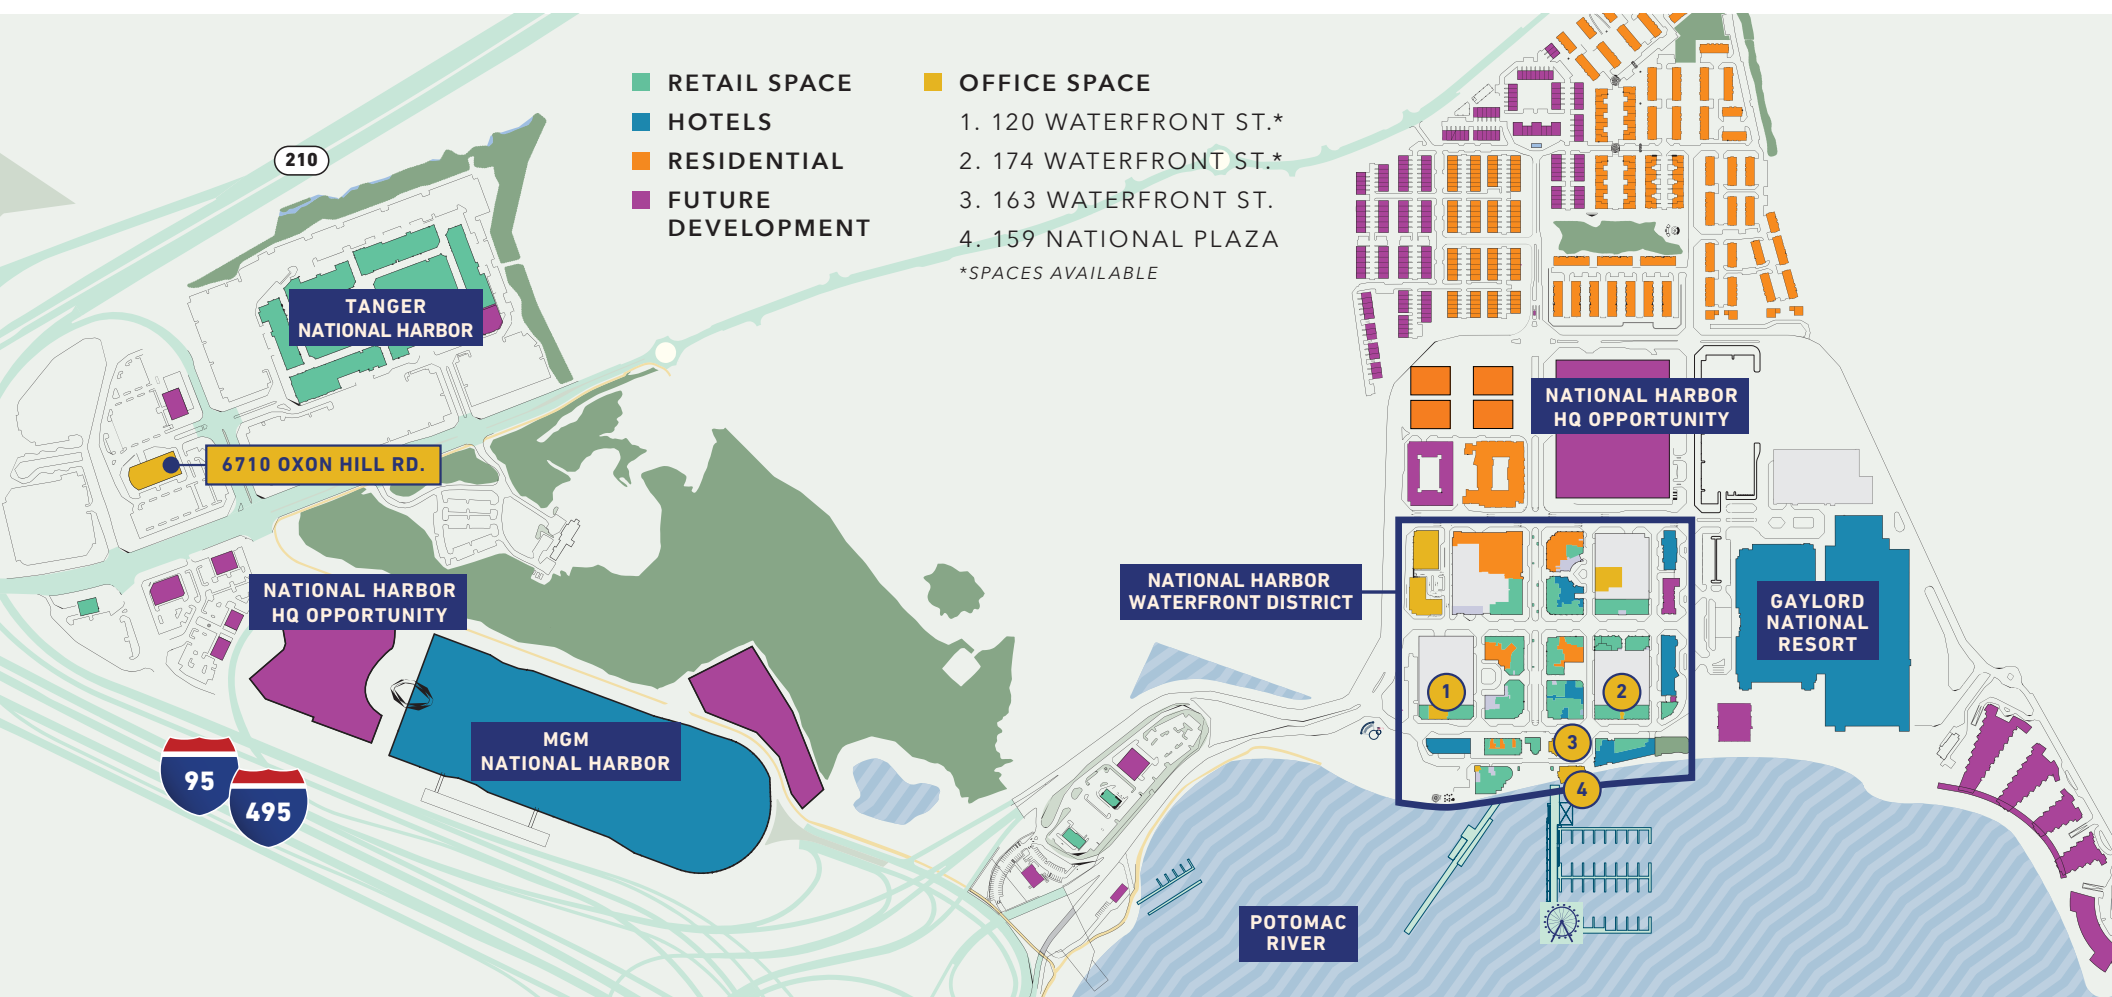 RETAIL SPACE
HOTELS
RESIDENTIAL
FUTURE
DEVELOPMENT
OFFICE SPACE
1. 120 WATERFRONT ST.*
2. 174 WATERFRONT ST.*
3. 163 WATERFRONT ST.
4. 159 NATIONAL PLAZA
*SPACES AVAILABLE
210
TANGER
NATIONAL HARBOR
6710 OXON HILL RD.
NATIONAL HARBOR
HQ OPPORTUNITY
MGM
NATIONAL HARBOR
95
495
NATIONAL HARBOR
HQ OPPORTUNITY
NATIONAL HARBOR
WATERFRONT DISTRICT
GAYLORD
NATIONAL
RESORT
1
2
3
4
POTOMAC
RIVER